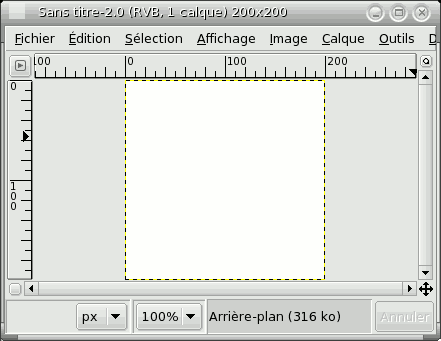 Sans titre-2.0 (RVB, 1 calque) 200x200
Fichier Édition Sélection Affichage Image Calque Outils D
00 0 100 200
0
100
px 100% Arrière-plan (316 ko) Annuler